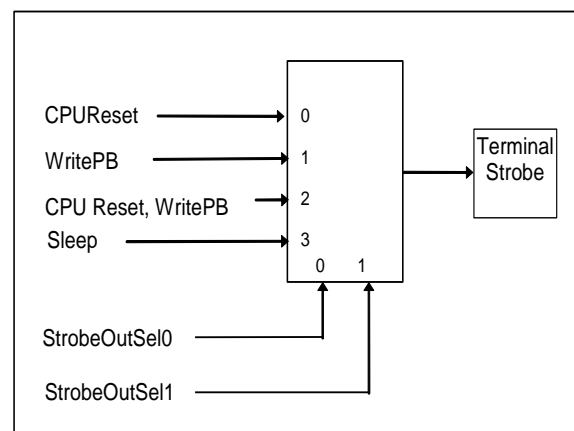 CPUReset
0
WritePB
1
CPU Reset, WritePB
2
Sleep
3
0 1
Terminal
Strobe
StrobeOutSel0
StrobeOutSel1